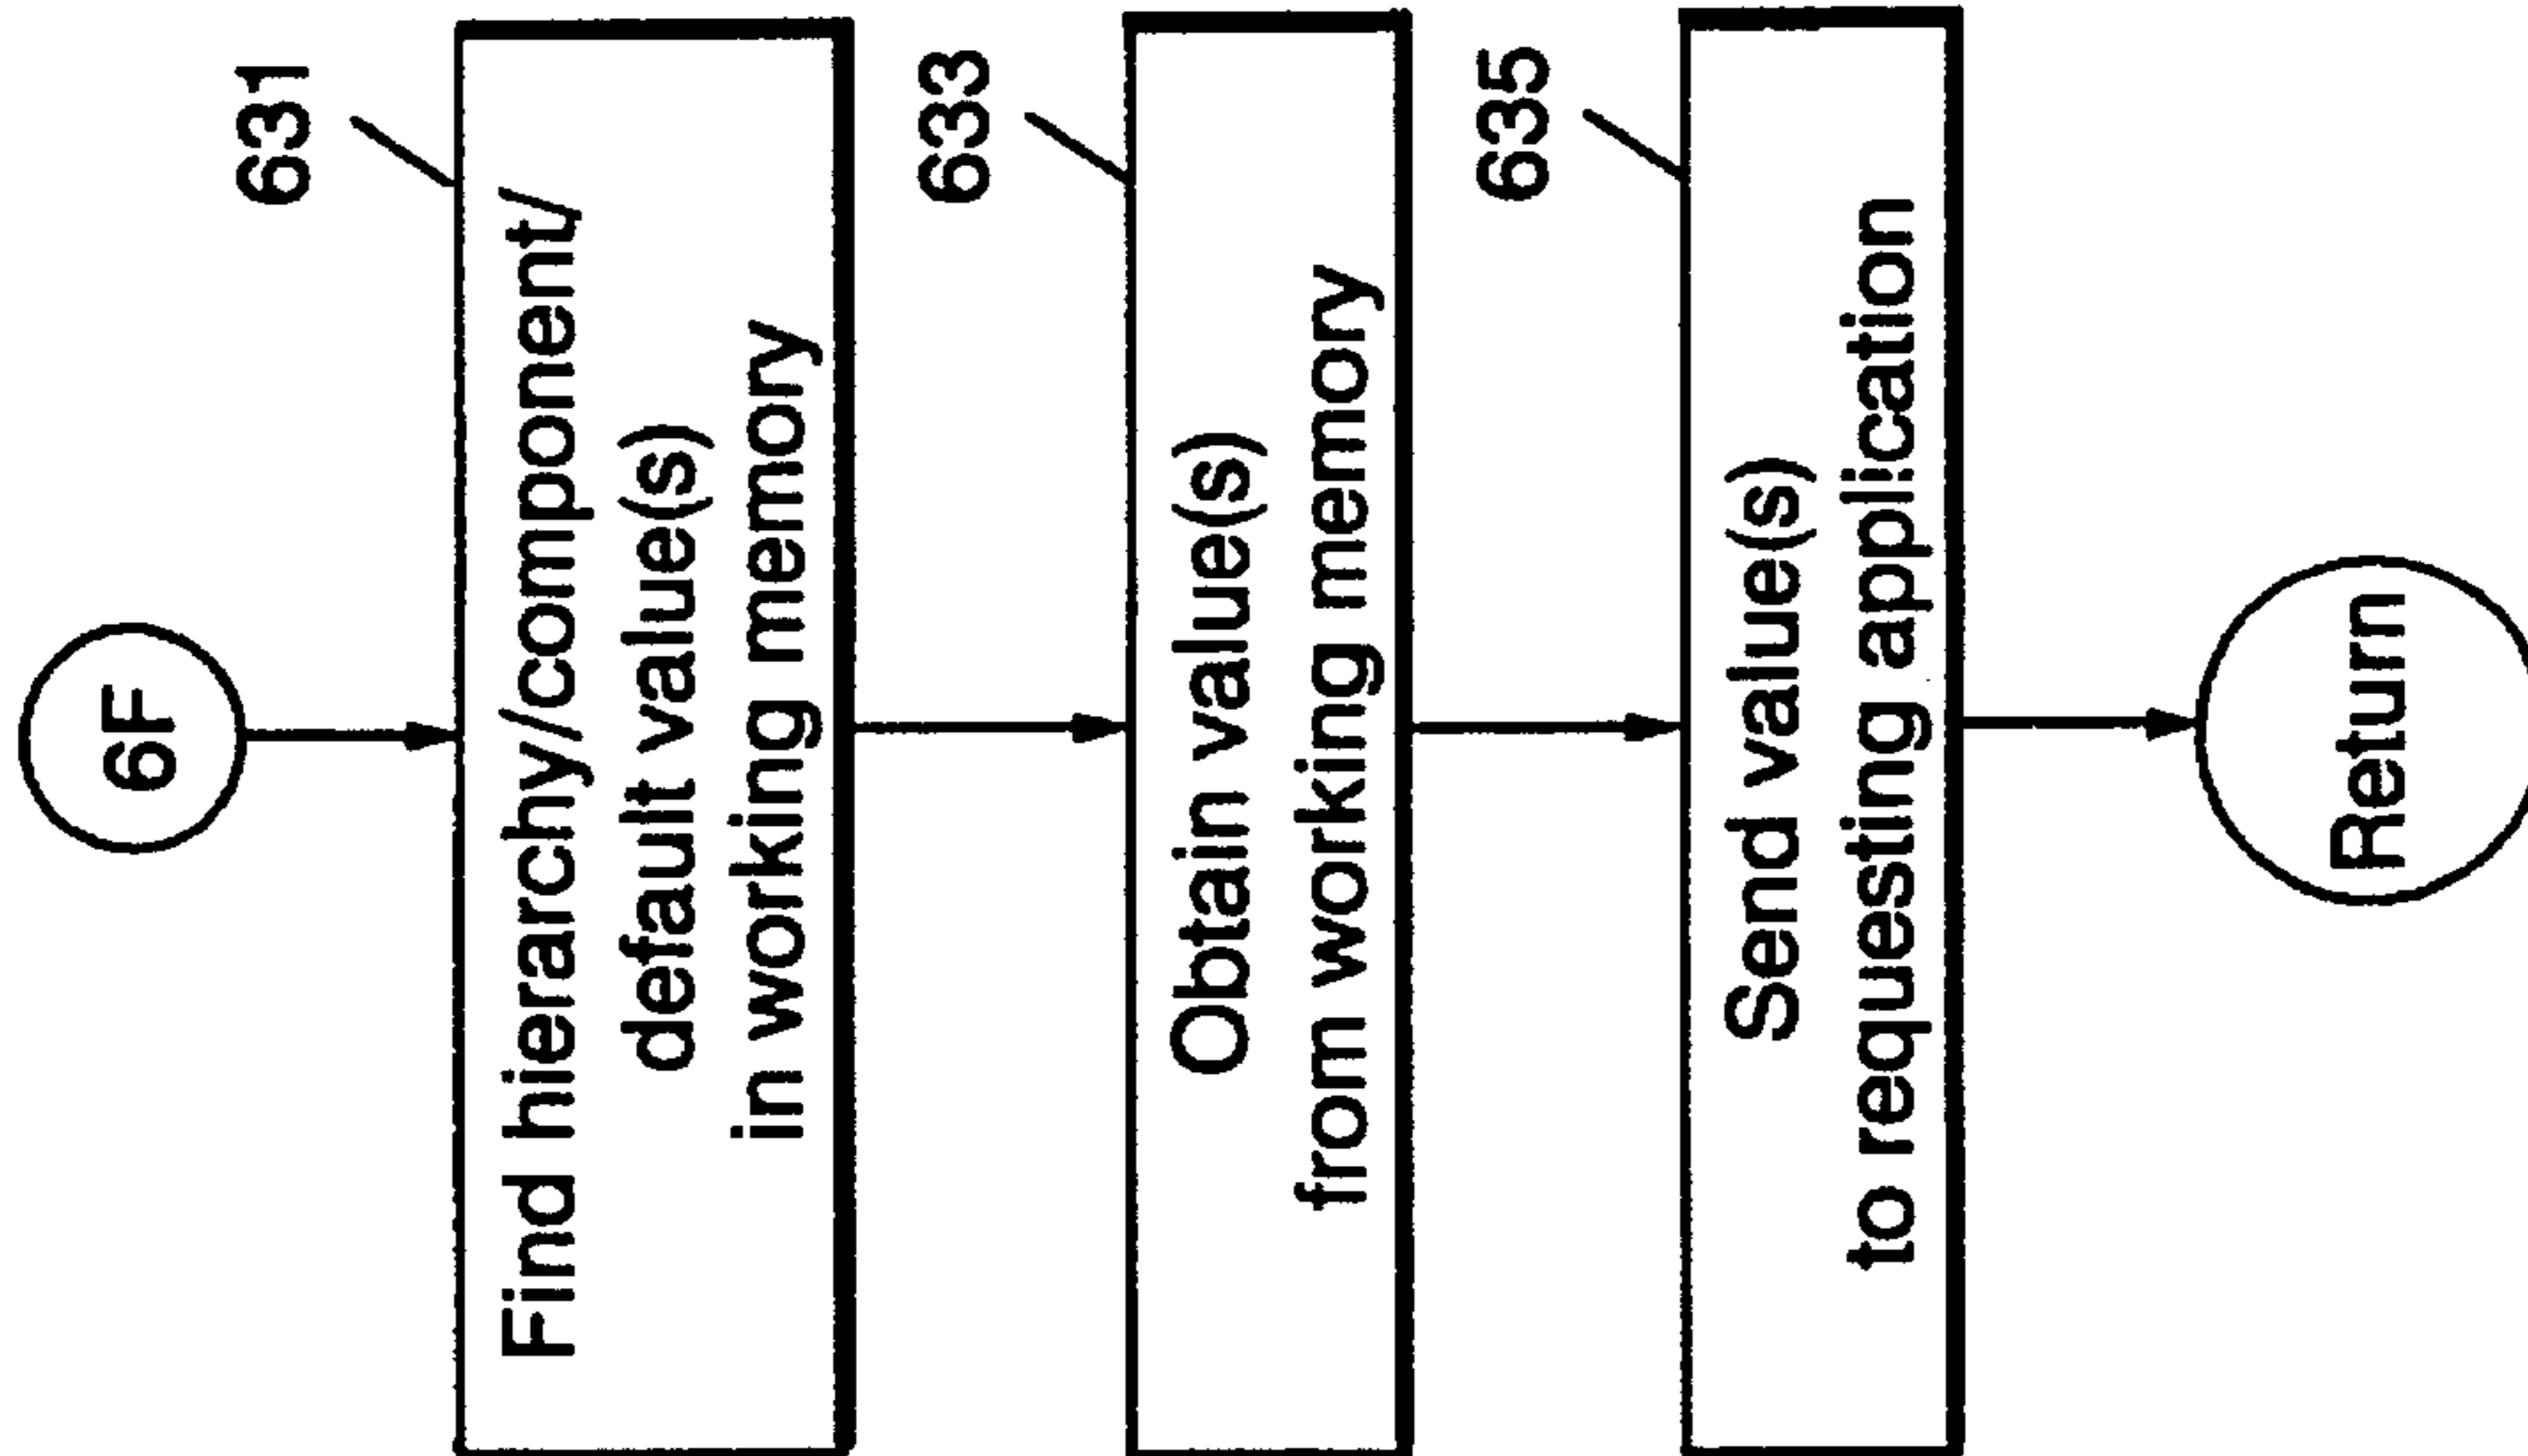 6F
631
Find hierarchy/component/
default value(s)
in working memory
633
Obtain value(s)
from working memory
635
Send value(s)
to requesting application
Return